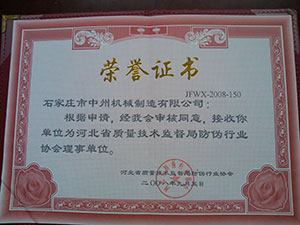 荣誉证书
JFWX-2008-150
石家庄市中州机械制造有限公司：
根据申请，经我会审核同意，接收你
单位为河北省质量技术监督局防伪行业
协会理事单位。
河北省质量技术监督局防伪行业协会
二〇〇八年九月五日